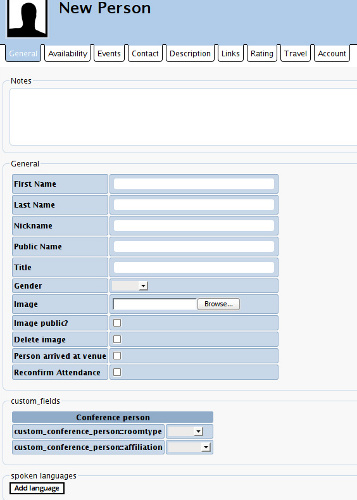 New Person
General Availability Events Contact Description Links Rating Travel Account
Notes
General
First Name
Last Name
Nickname
Public Name
Title
Gender
Image Browse...
Image public?
Delete image
Person arrived at venue
Reconfirm Attendance
custom_fields
Conference person
custom_conference_person::roomtype
custom_conference_person::affiliation
spoken languages
Add language